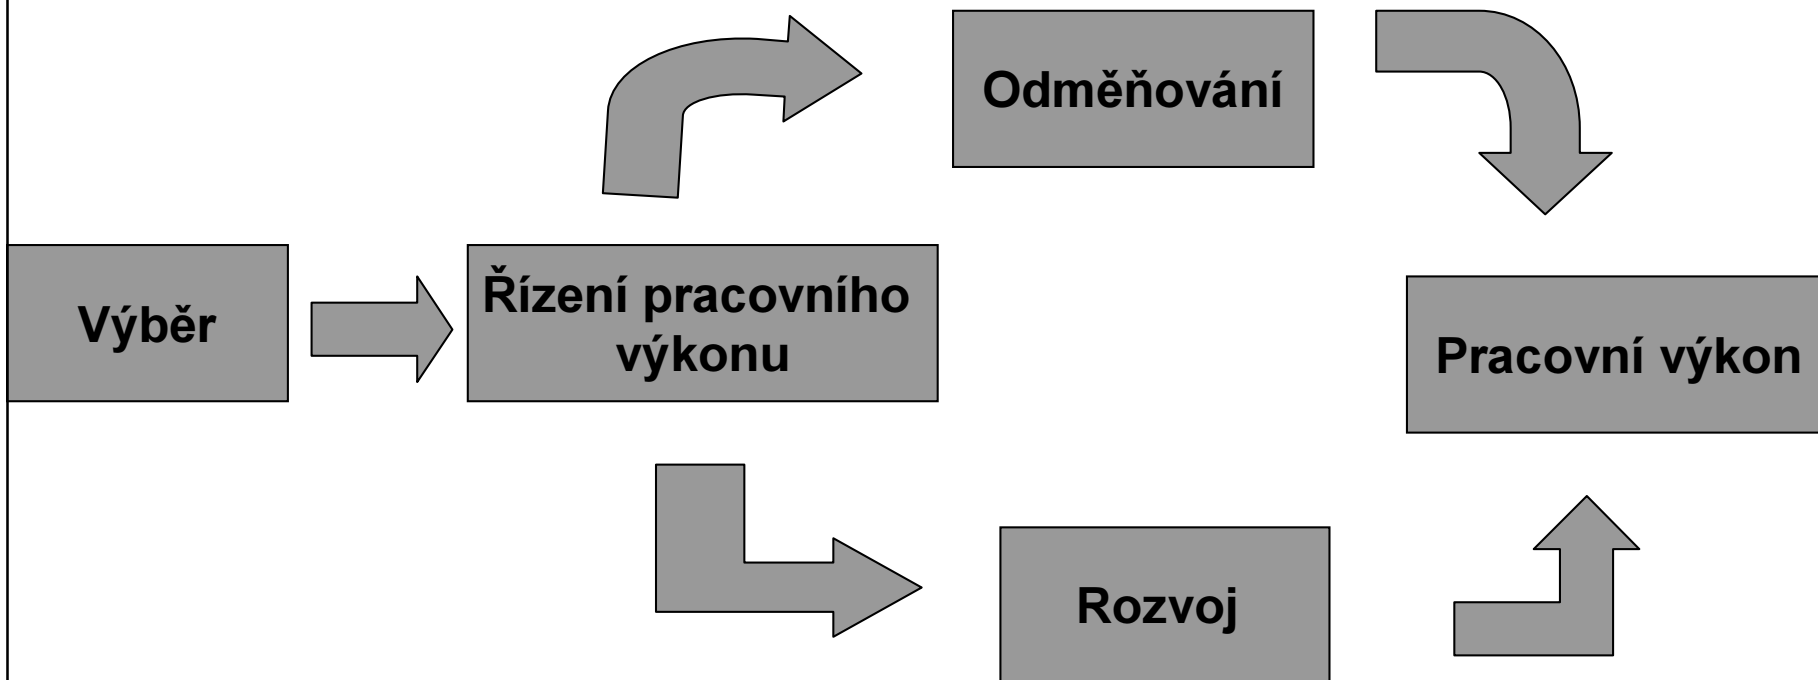 Odměňování
Výběr
Řízení pracovního
výkonu
Pracovní výkon
Rozvoj